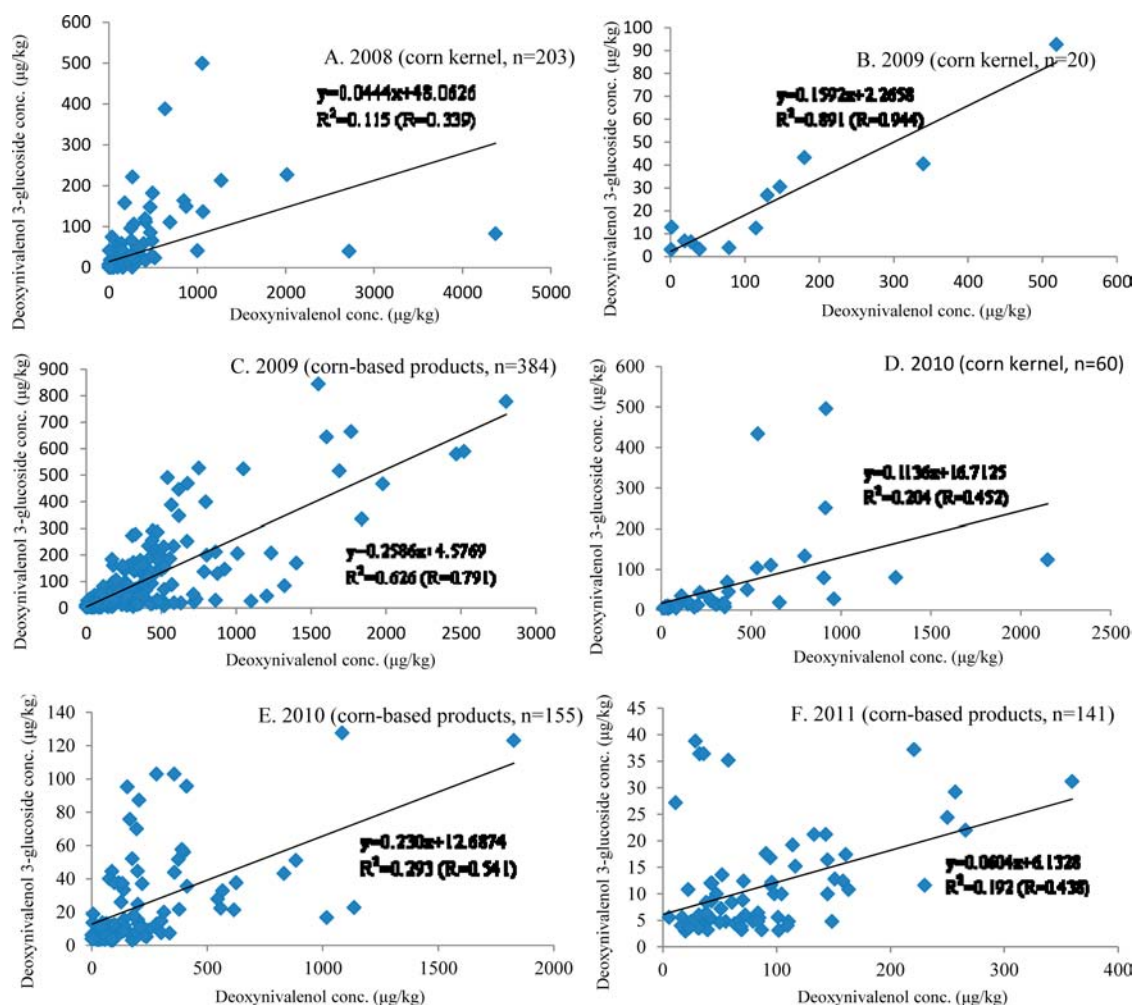 600
500
400
300
200
100
0
0 1000 2000 3000 4000 5000
Deoxynivalenol 3-glucoside conc. (µg/kg)
Deoxynivalenol conc. (µg/kg)
A. 2008 (corn kernel, n=203)
y=0.0444x+48.0626
R²=0.115 (R=0.339)
100
90
80
70
60
50
40
30
20
10
0
0 100 200 300 400 500 600
Deoxynivalenol 3-glucoside conc. (µg/kg)
Deoxynivalenol conc. (µg/kg)
B. 2009 (corn kernel, n=20)
y=0.1592x+2.2658
R²=0.891 (R=0.944)
900
800
700
600
500
400
300
200
100
0
0 500 1000 1500 2000 2500 3000
Deoxynivalenol 3-glucoside conc. (µg/kg)
Deoxynivalenol conc. (µg/kg)
C. 2009 (corn-based products, n=384)
y=0.2586x+4.5769
R²=0.626 (R=0.791)
600
500
400
300
200
100
0
0 500 1000 1500 2000 2500
Deoxynivalenol 3-glucoside conc. (µg/kg)
Deoxynivalenol conc. (µg/kg)
D. 2010 (corn kernel, n=60)
y=0.1136x+16.7125
R²=0.204 (R=0.452)
140
120
100
80
60
40
20
0
0 500 1000 1500 2000
Deoxynivalenol 3-glucoside conc. (µg/kg)
Deoxynivalenol conc. (µg/kg)
E. 2010 (corn-based products, n=155)
y=0.230x+12.6874
R²=0.293 (R=0.541)
45
40
35
30
25
20
15
10
5
0
0 100 200 300 400
Deoxynivalenol 3-glucoside conc. (µg/kg)
Deoxynivalenol conc. (µg/kg)
F. 2011 (corn-based products, n=141)
y=0.0604x+6.1328
R²=0.192 (R=0.438)